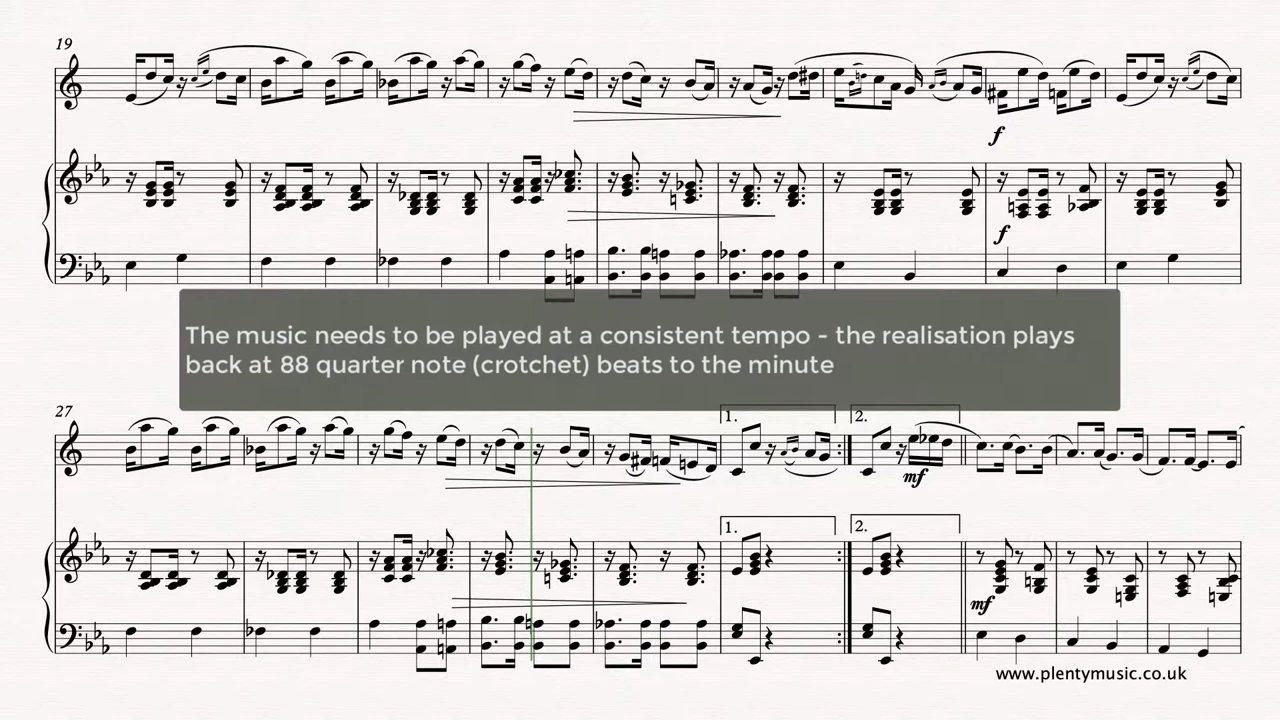 19
f
f
The music needs to be played at a consistent tempo - the realisation plays
back at 88 quarter note (crotchet) beats to the minute
27
1.
2.
mf
1.
2.
mf
www.plentymusic.co.uk